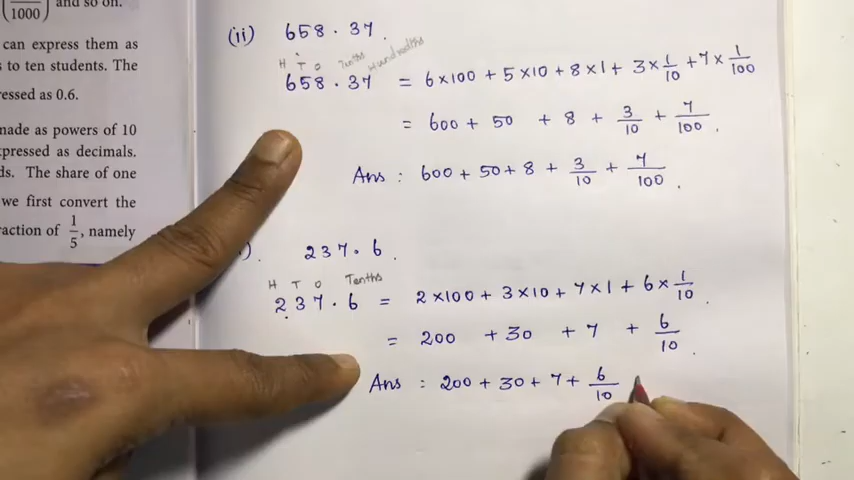 1000) and so on.
can express them as
to ten students. The
ressed as 0.6.
made as powers of 10
xpressed as decimals.
ds. The share of one
we first convert the
raction of 1/5, namely
(ii) 658.37.
H T O Tenths Hundredths
658.37 = 6×100 + 5×10 + 8×1 + 3×1/10 + 7×1/100
= 600 + 50 + 8 + 3/10 + 7/100.
Ans : 600 + 50 + 8 + 3/10 + 7/100.
). 237.6.
H T O Tenths
237.6 = 2×100 + 3×10 + 7×1 + 6×1/10.
= 200 + 30 + 7 + 6/10.
Ans : 200 + 30 + 7 + 6/10